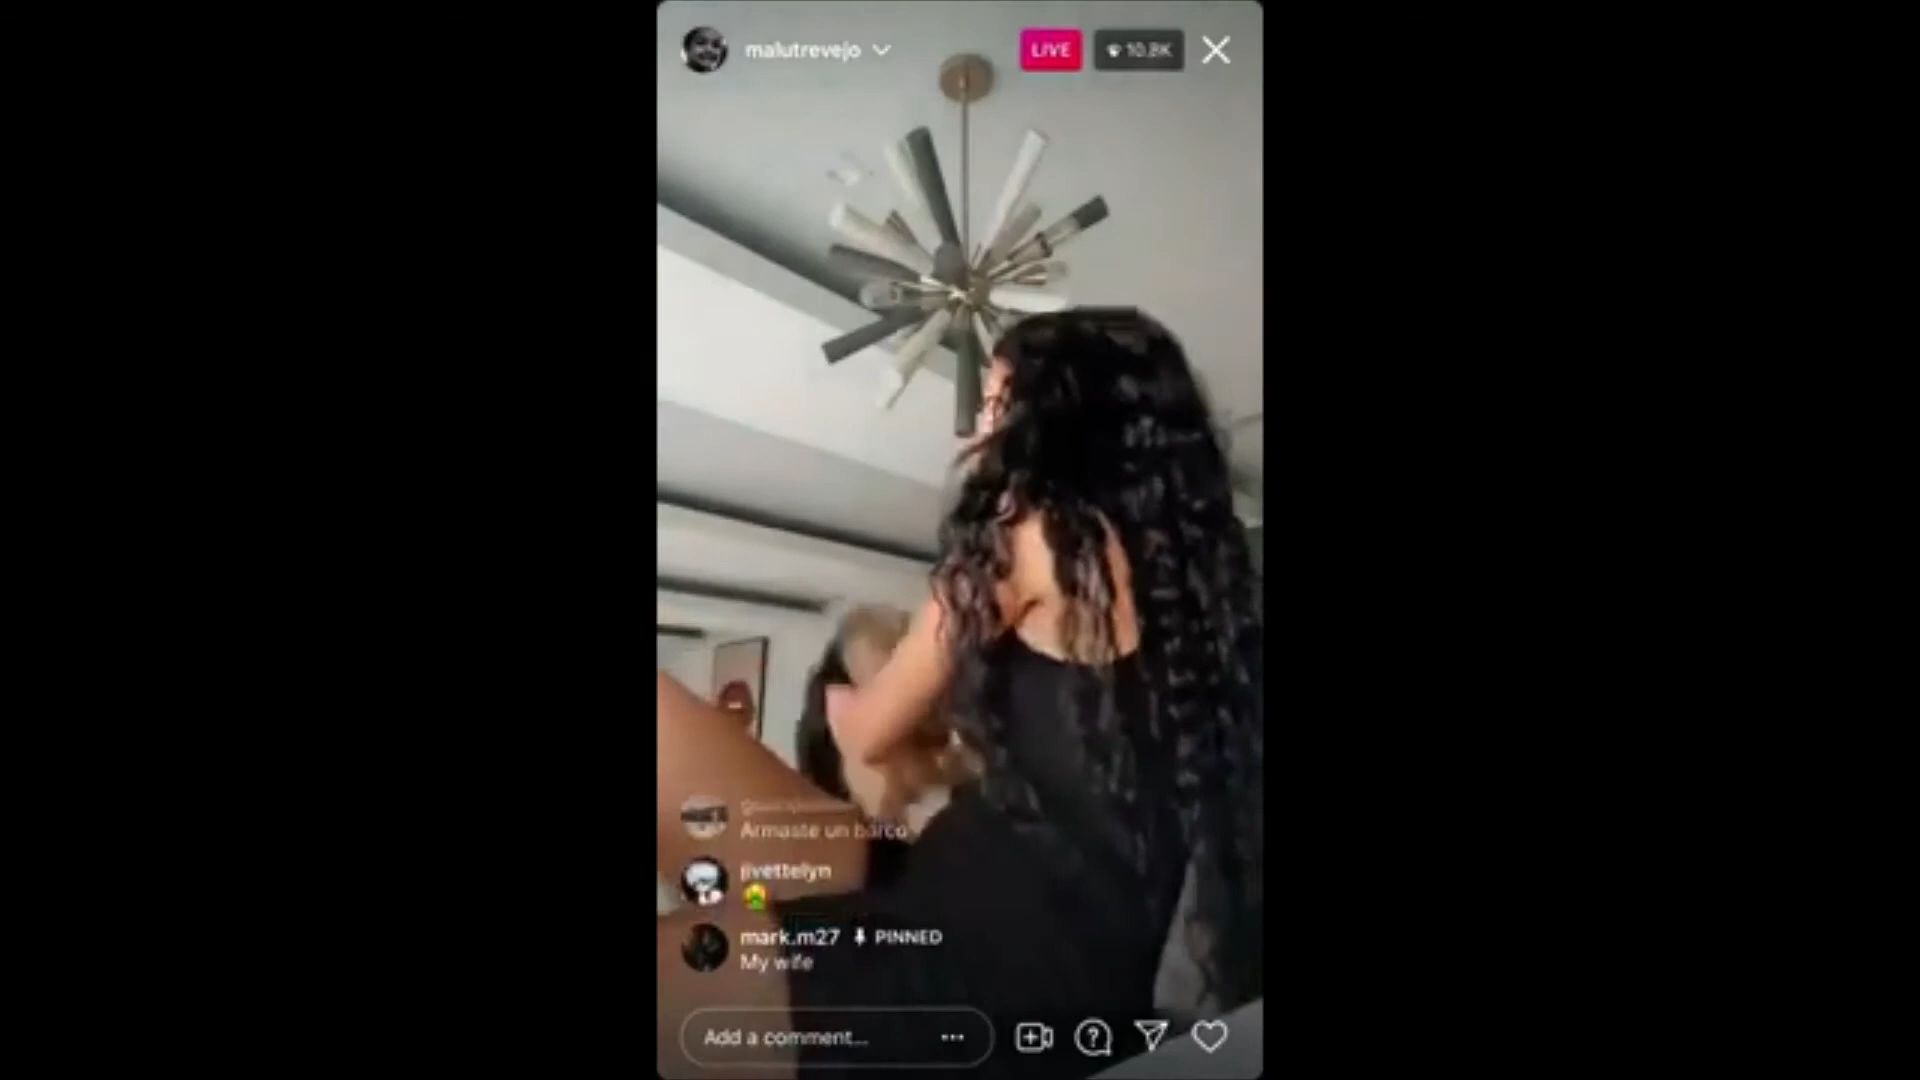 malutrevejo
LIVE
10.8K
Armaste un barco
jivettelyn
mark.m27 PINNED
My wife
Add a comment...